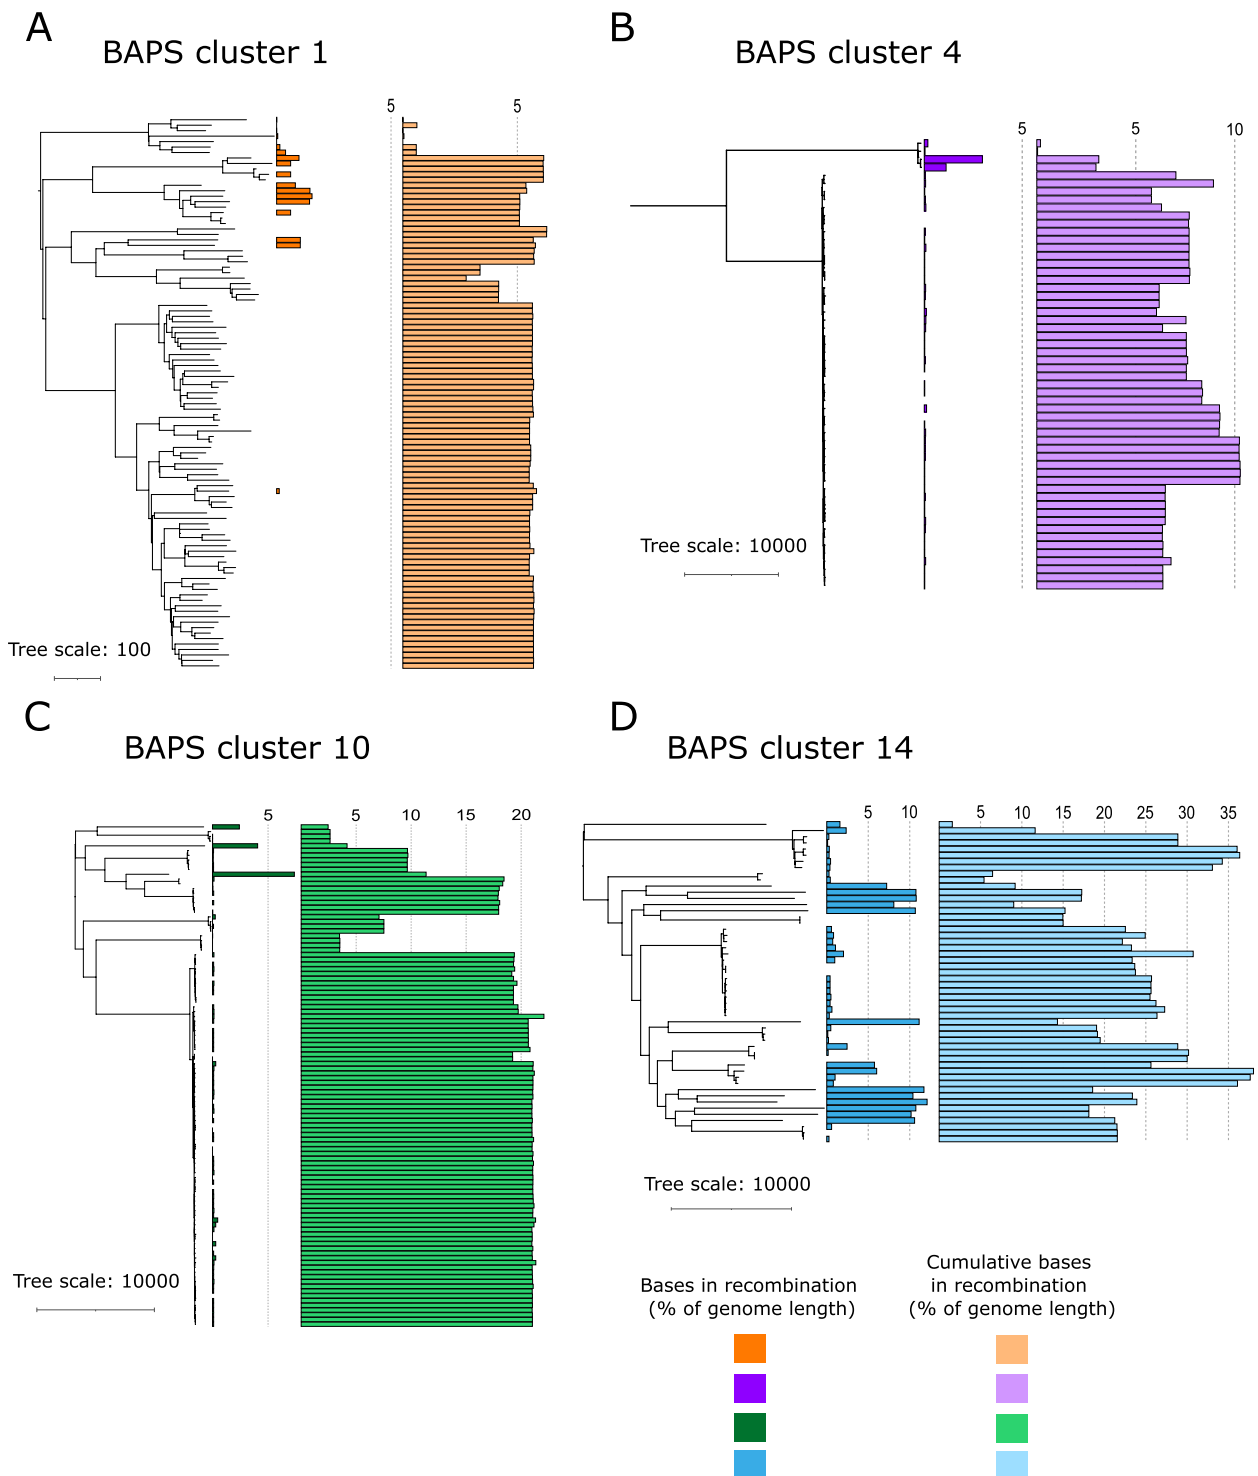 A
BAPS cluster 1
5
5
Tree scale: 100
B
BAPS cluster 4
5
5
10
Tree scale: 10000
C
BAPS cluster 10
5
5
10
15
20
Tree scale: 10000
D
BAPS cluster 14
5
10
5
10
15
20
25
30
35
Tree scale: 10000
Bases in recombination
(% of genome length)
Cumulative bases
in recombination
(% of genome length)